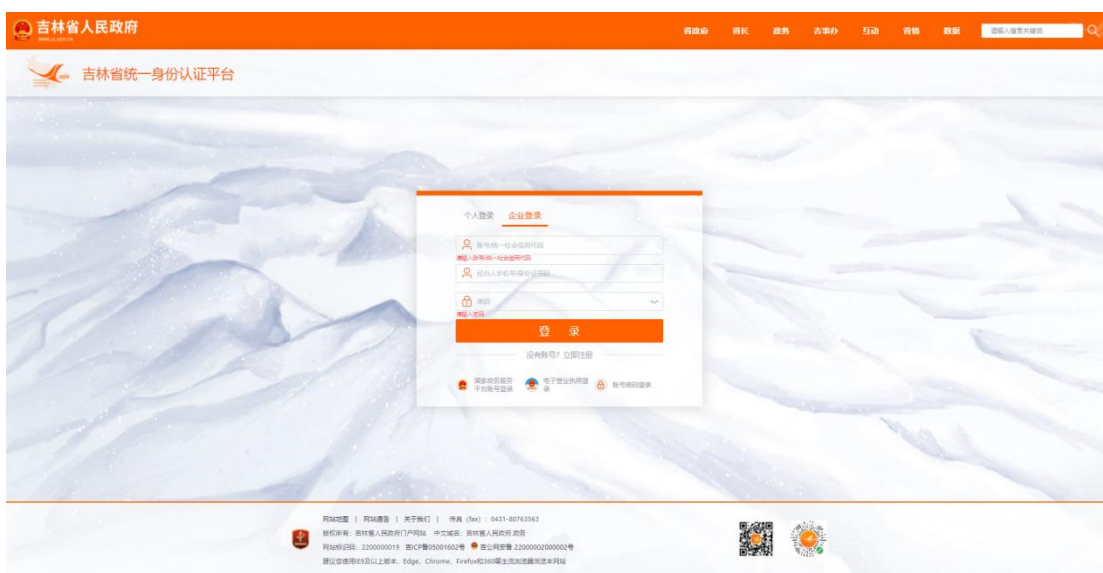 吉林省人民政府
www.jl.gov.cn
省政府 省长 政务 吉事办 互动 省情 数据 请输入搜索关键词
吉林省统一身份认证平台
个人登录 企业登录
账号/统一社会信用代码
请输入账号/统一社会信用代码
经办人手机号/身份证号码
密码
请输入密码
登 录
没有账号？立即注册
国家政务服务
平台账号登录
电子营业执照登
录
账号密码登录
网站地图 | 网站通告 | 关于我们 | 传真 (fax) : 0431-80763563
版权所有：吉林省人民政府门户网站 中文域名：吉林省人民政府.政务
网站标识码：2200000019 吉ICP备05001602号 吉公网安备 22000002000002号
建议您使用IE9及以上版本、Edge、Chrome、Firefox和360等主流浏览器浏览本网站